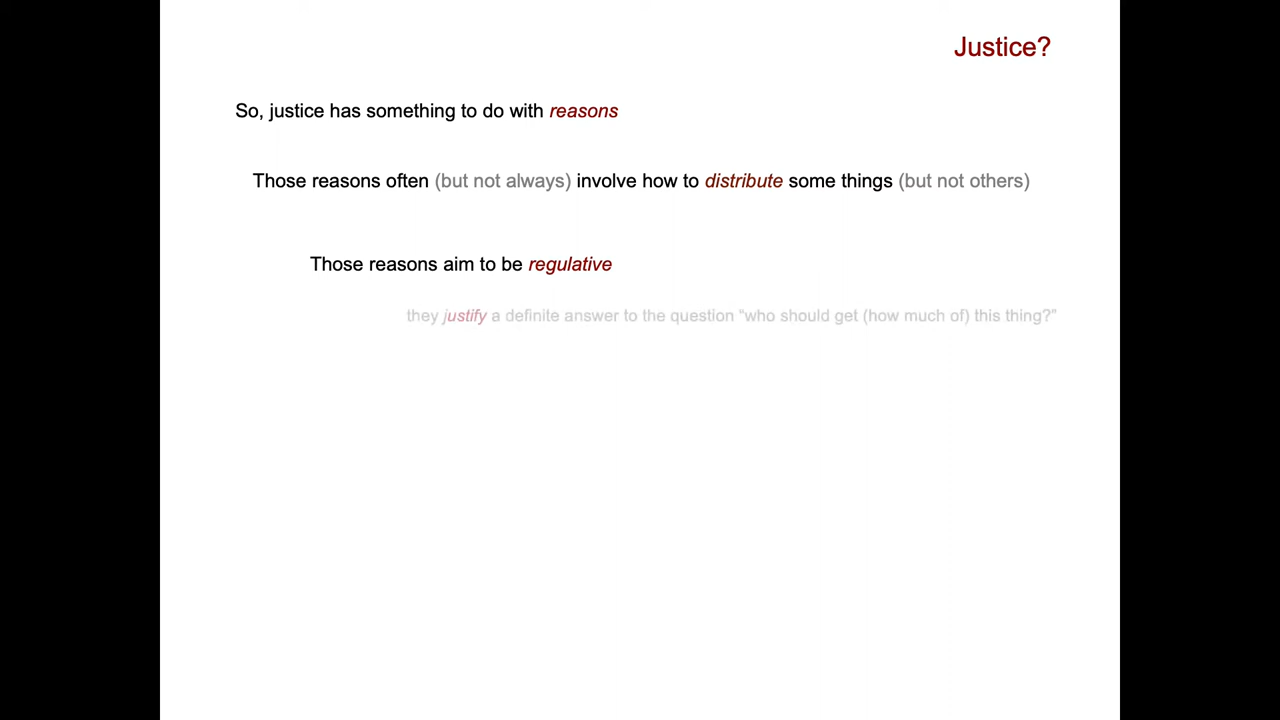 Justice?
So, justice has something to do with reasons
Those reasons often (but not always) involve how to distribute some things (but not others)
Those reasons aim to be regulative
they justify a definite answer to the question “who should get (how much of) this thing?”